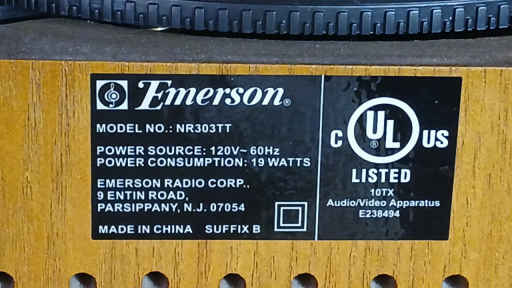 Emerson®
MODEL NO.: NR303TT
POWER SOURCE: 120V~ 60Hz
POWER CONSUMPTION: 19 WATTS
EMERSON RADIO CORP.,
9 ENTIN ROAD,
PARSIPPANY, N.J. 07054
MADE IN CHINA SUFFIX B
C UL® US
LISTED
10TX
Audio/Video Apparatus
E238494